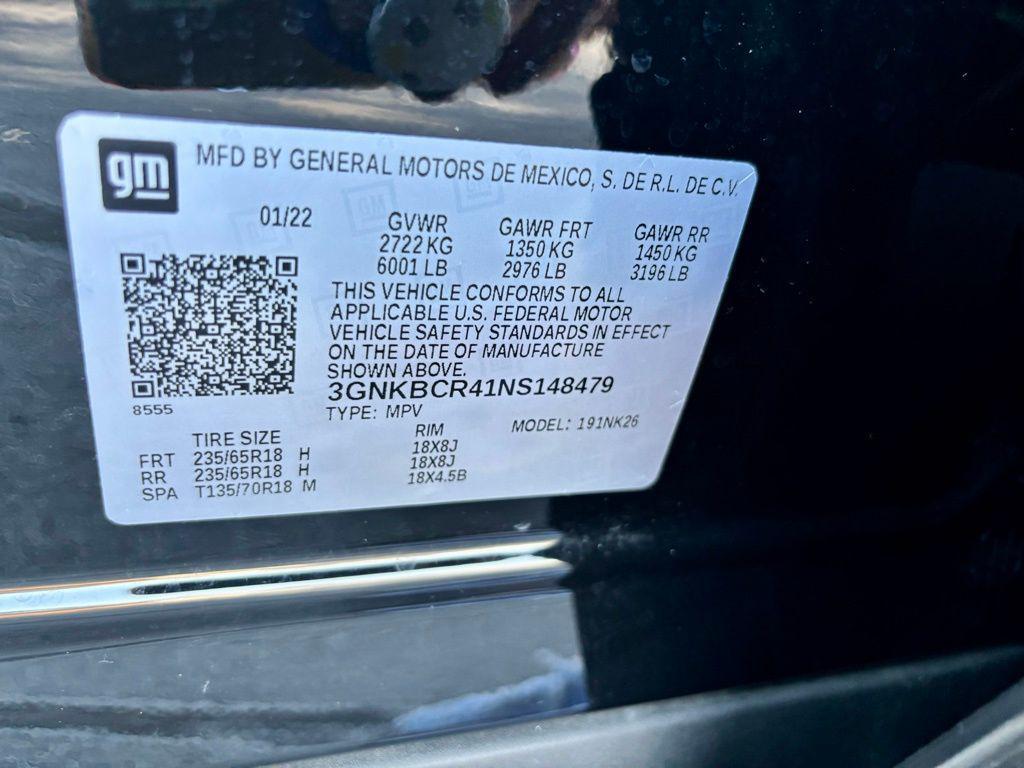 gm MFD BY GENERAL MOTORS DE MEXICO, S. DE R.L. DE C.V.
01/22 GVWR GAWR FRT GAWR RR
2722 KG 1350 KG 1450 KG
6001 LB 2976 LB 3196 LB
THIS VEHICLE CONFORMS TO ALL
APPLICABLE U.S. FEDERAL MOTOR
VEHICLE SAFETY STANDARDS IN EFFECT
ON THE DATE OF MANUFACTURE
SHOWN ABOVE.
3GNKBCR41NS148479
8555
TYPE: MPV MODEL: 191NK26
TIRE SIZE RIM
FRT 235/65R18 H 18X8J
RR 235/65R18 H 18X8J
SPA T135/70R18 M 18X4.5B